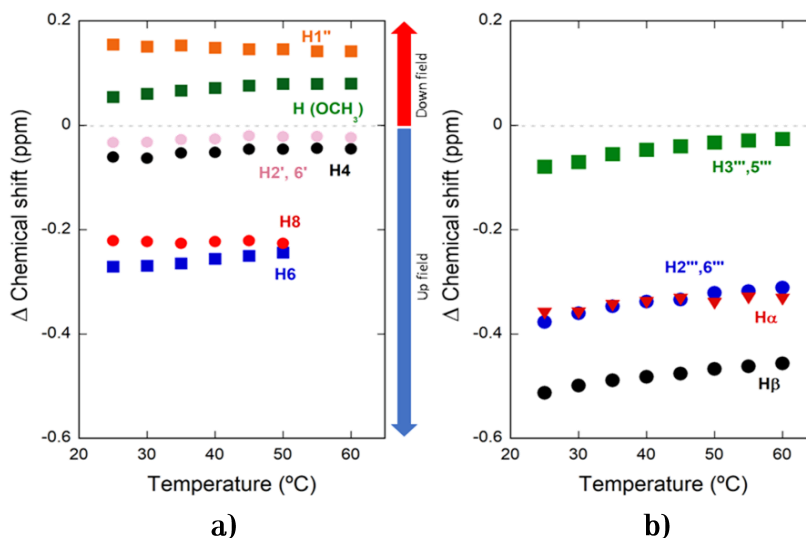 0.2
0
-0.2
-0.4
-0.6
20 30 40 50 60
Δ Chemical shift (ppm)
Temperature (ºC)
H1"
H (OCH3)
H2', 6'
H4
H8
H6
a)
Down field
Up field
0.2
0
-0.2
-0.4
-0.6
20 30 40 50 60
Δ Chemical shift (ppm)
Temperature (ºC)
H3''',5'''
H2''',6'''
Hα
Hβ
b)